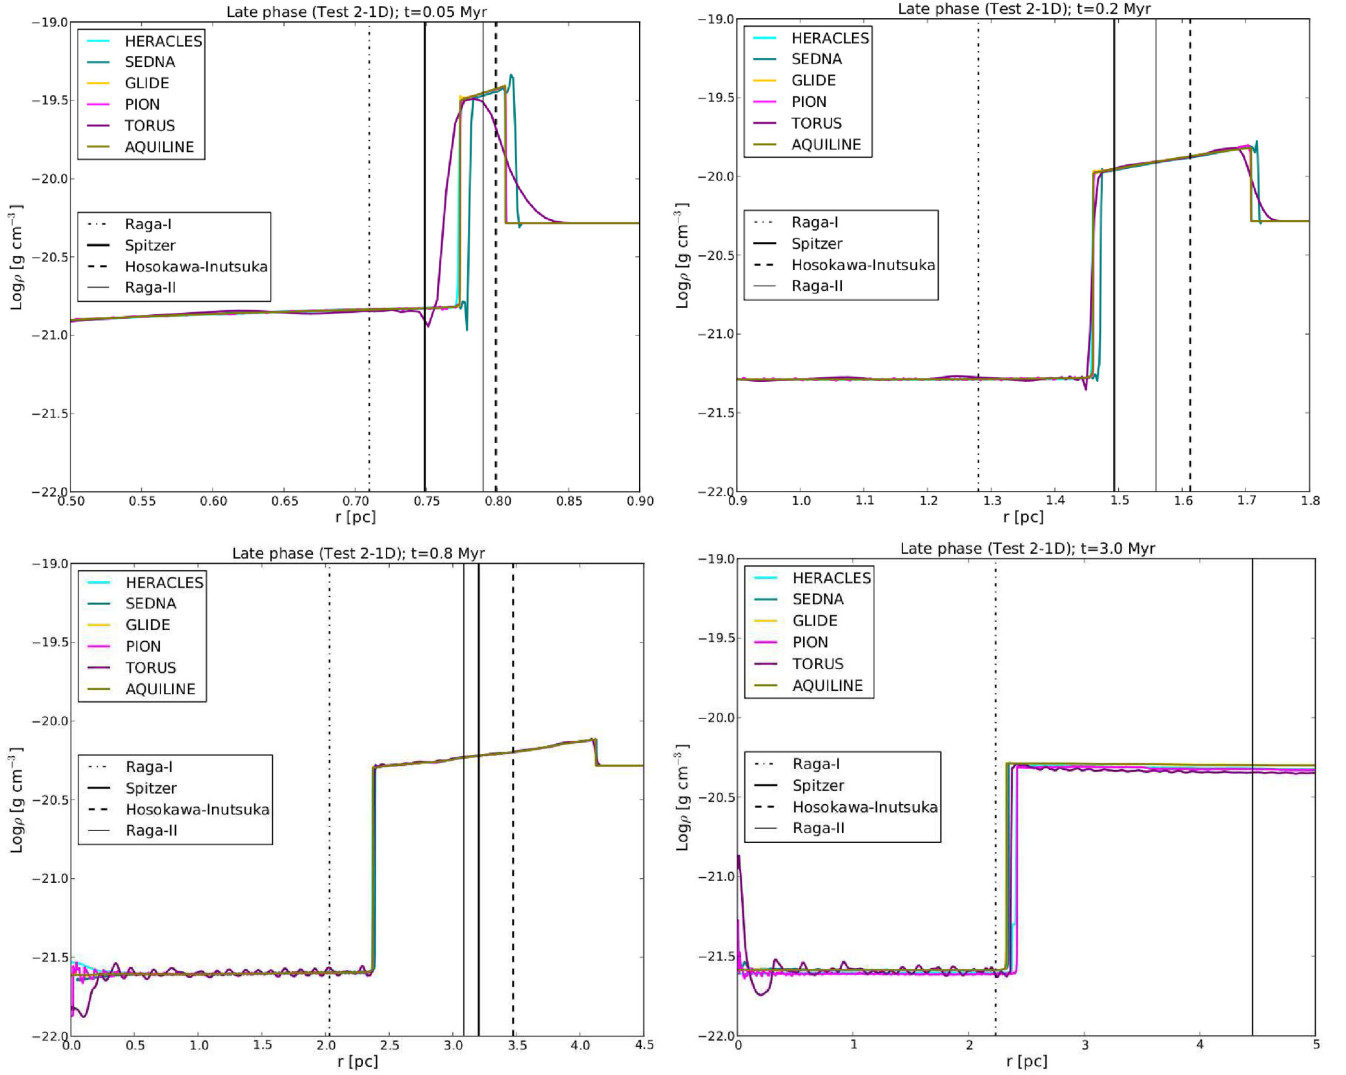 Late phase (Test 2-1D); t=0.05 Myr
−19.0
−19.5
−20.0
−20.5
−21.0
−21.5
−22.0
Logρ [g cm⁻³]
HERACLES
SEDNA
GLIDE
PION
TORUS
AQUILINE
Raga-I
Spitzer
Hosokawa-Inutsuka
Raga-II
0.50 0.55 0.60 0.65 0.70 0.75 0.80 0.85 0.90
r [pc]
Late phase (Test 2-1D); t=0.2 Myr
−19.0
−19.5
−20.0
−20.5
−21.0
−21.5
−22.0
Logρ [g cm⁻³]
HERACLES
SEDNA
GLIDE
PION
TORUS
AQUILINE
Raga-I
Spitzer
Hosokawa-Inutsuka
Raga-II
0.9 1.0 1.1 1.2 1.3 1.4 1.5 1.6 1.7 1.8
r [pc]
Late phase (Test 2-1D); t=0.8 Myr
−19.0
−19.5
−20.0
−20.5
−21.0
−21.5
−22.0
Logρ [g cm⁻³]
HERACLES
SEDNA
GLIDE
PION
TORUS
AQUILINE
Raga-I
Spitzer
Hosokawa-Inutsuka
Raga-II
0.0 0.5 1.0 1.5 2.0 2.5 3.0 3.5 4.0 4.5
r [pc]
Late phase (Test 2-1D); t=3.0 Myr
−19.0
−19.5
−20.0
−20.5
−21.0
−21.5
−22.0
Logρ [g cm⁻³]
HERACLES
SEDNA
GLIDE
PION
TORUS
AQUILINE
Raga-I
Spitzer
Hosokawa-Inutsuka
Raga-II
0 1 2 3 4 5
r [pc]